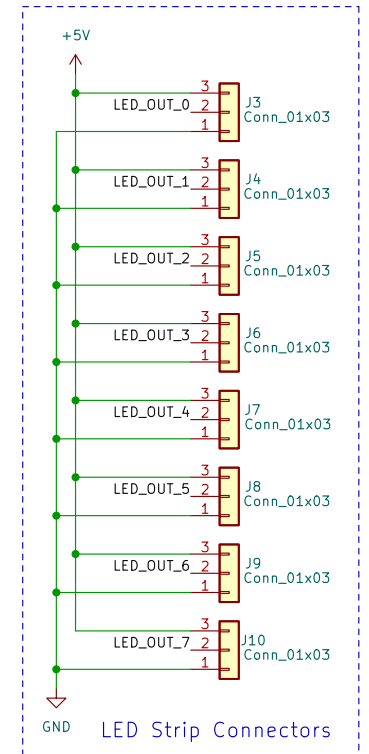 +5V
3
LED_OUT_0 2
1
J3
Conn_01x03
3
LED_OUT_1 2
1
J4
Conn_01x03
3
LED_OUT_2 2
1
J5
Conn_01x03
3
LED_OUT_3 2
1
J6
Conn_01x03
3
LED_OUT_4 2
1
J7
Conn_01x03
3
LED_OUT_5 2
1
J8
Conn_01x03
3
LED_OUT_6 2
1
J9
Conn_01x03
3
LED_OUT_7 2
1
J10
Conn_01x03
GND
LED Strip Connectors